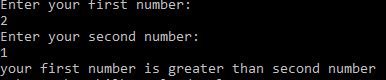 Enter your first number:
2
Enter your second number:
1
your first number is greater than second number